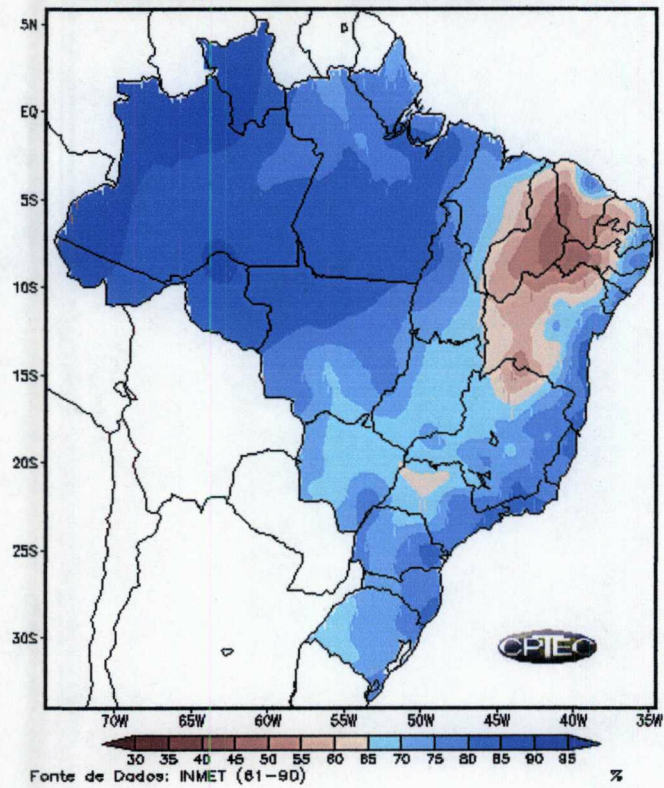 5N
EQ
5S
10S
15S
20S
25S
30S
CPTEC
70W 65W 60W 55W 50W 45W 40W 35W
30 35 40 45 50 55 60 65 70 75 80 85 90 95
Fonte de Dados: INMET (61-90) %